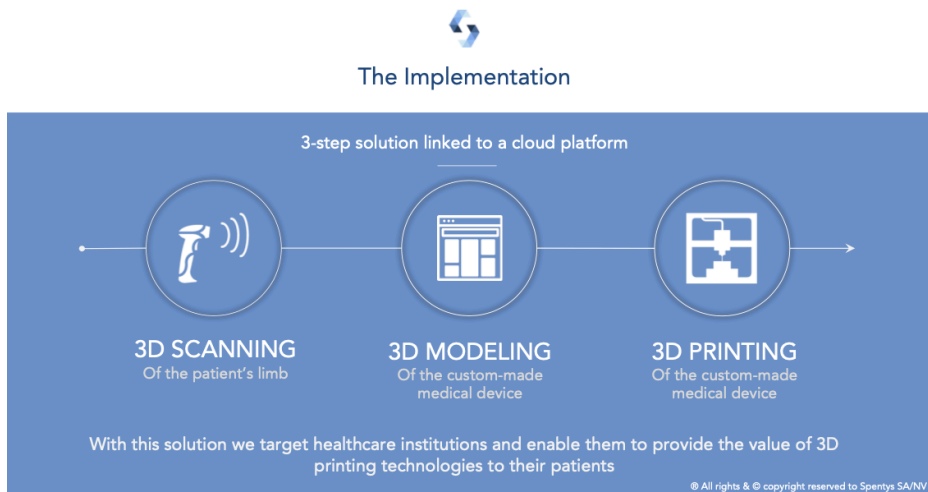 The Implementation
3-step solution linked to a cloud platform
3D SCANNING
Of the patient's limb
3D MODELING
Of the custom-made
medical device
3D PRINTING
Of the custom-made
medical device
With this solution we target healthcare institutions and enable them to provide the value of 3D
printing technologies to their patients
® All rights & © copyright reserved to Spentys SA/NV